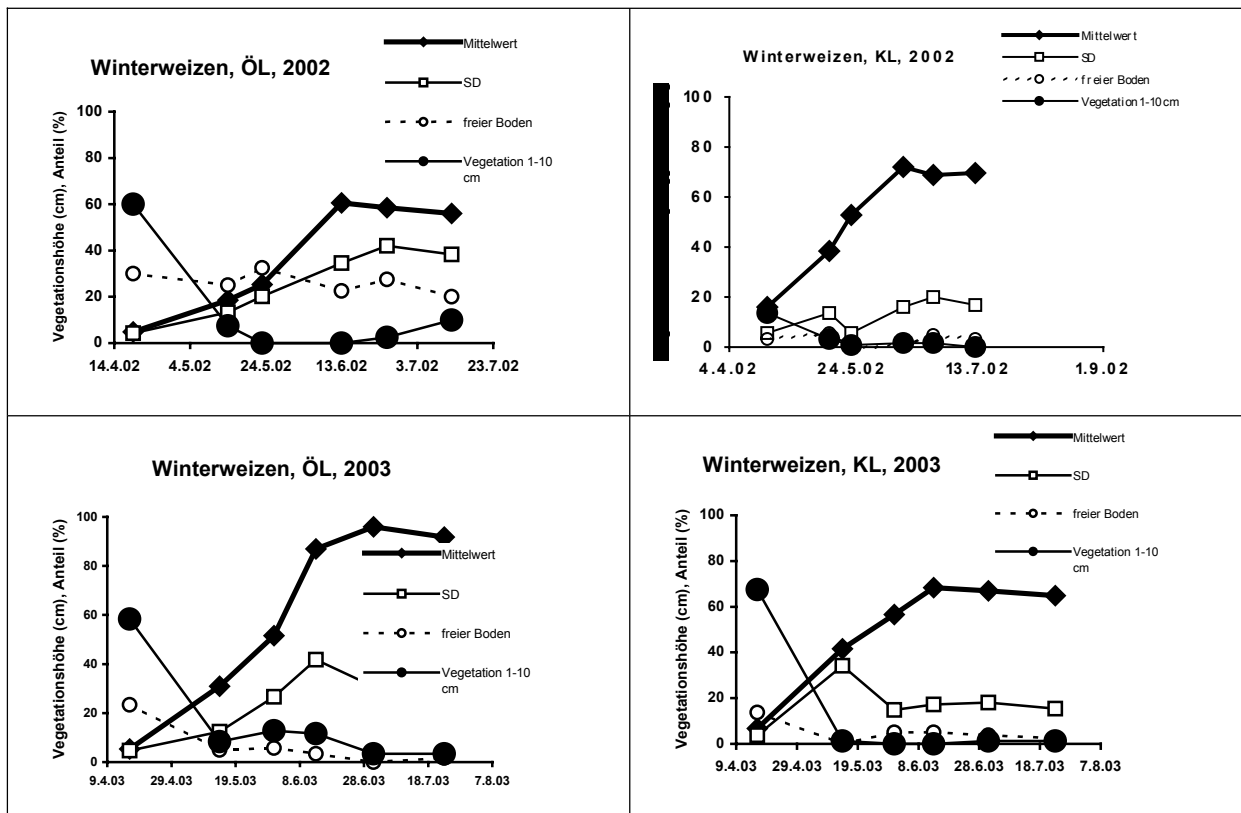 Winterweizen, ÖL, 2002
Mittelwert
SD
freier Boden
Vegetation 1-10
cm
Vegetationshöhe (cm), Anteil (%)
100
80
60
40
20
0
14.4.02 4.5.02 24.5.02 13.6.02 3.7.02 23.7.02
Winterweizen, KL, 2002
Mittelwert
SD
freier Boden
Vegetation 1-10 cm
100
80
60
40
20
0
4.4.02 24.5.02 13.7.02 1.9.02
Winterweizen, ÖL, 2003
Mittelwert
SD
freier Boden
Vegetation 1-10
cm
Vegetationshöhe (cm), Anteil (%)
100
80
60
40
20
0
9.4.03 29.4.03 19.5.03 8.6.03 28.6.03 18.7.03 7.8.03
Winterweizen, KL, 2003
Mittelwert
SD
freier Boden
Vegetation 1-10
cm
Vegetationshöhe (cm), Anteil (%)
100
80
60
40
20
0
9.4.03 29.4.03 19.5.03 8.6.03 28.6.03 18.7.03 7.8.03